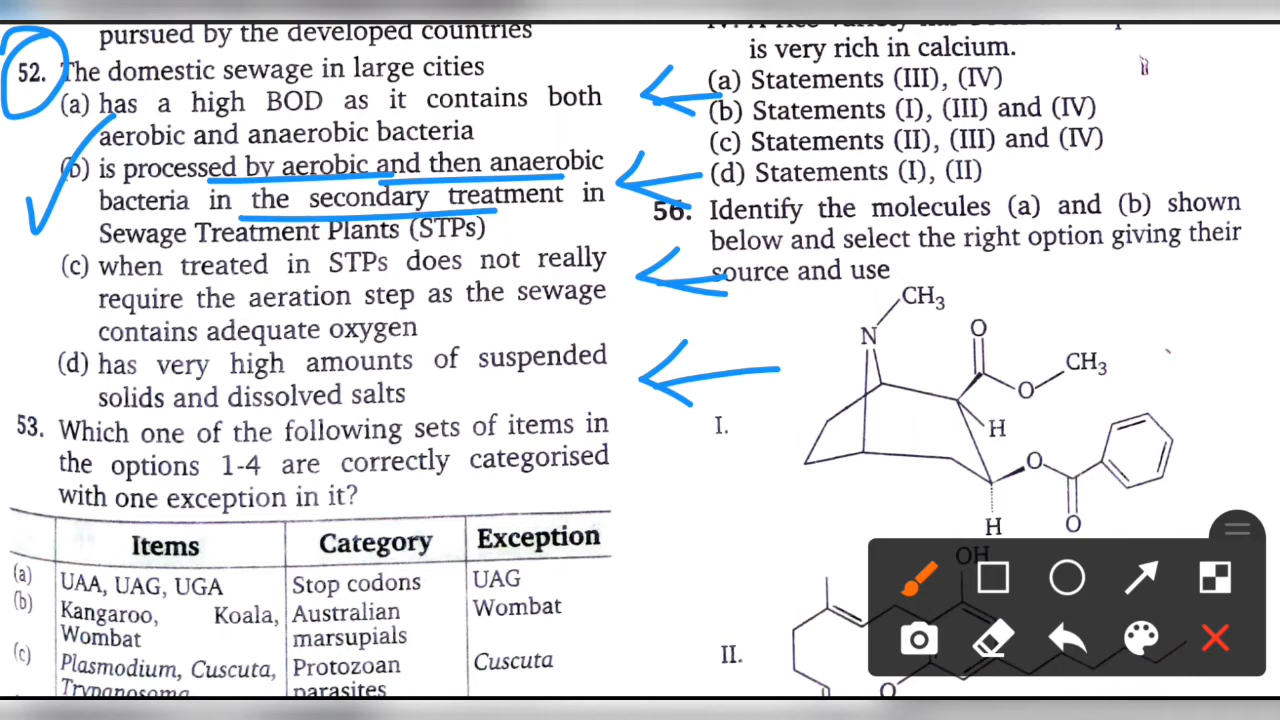 pursued by the developed countries
52. The domestic sewage in large cities
(a) has a high BOD as it contains both
aerobic and anaerobic bacteria
(b) is processed by aerobic and then anaerobic
bacteria in the secondary treatment in
Sewage Treatment Plants (STPs)
(c) when treated in STPs does not really
require the aeration step as the sewage
contains adequate oxygen
(d) has very high amounts of suspended
solids and dissolved salts
53. Which one of the following sets of items in
the options 1-4 are correctly categorised
with one exception in it?
Items Category Exception
(a) UAA, UAG, UGA Stop codons UAG
(b) Kangaroo, Koala, Australian Wombat
Wombat marsupials
(c) Plasmodium, Cuscuta, Protozoan Cuscuta
Trypanosoma parasites
is very rich in calcium.
(a) Statements (III), (IV)
(b) Statements (I), (III) and (IV)
(c) Statements (II), (III) and (IV)
(d) Statements (I), (II)
56. Identify the molecules (a) and (b) shown
below and select the right option giving their
source and use
CH3
N
O
CH3
O
I.
H
O
H
O
OH
II.
O